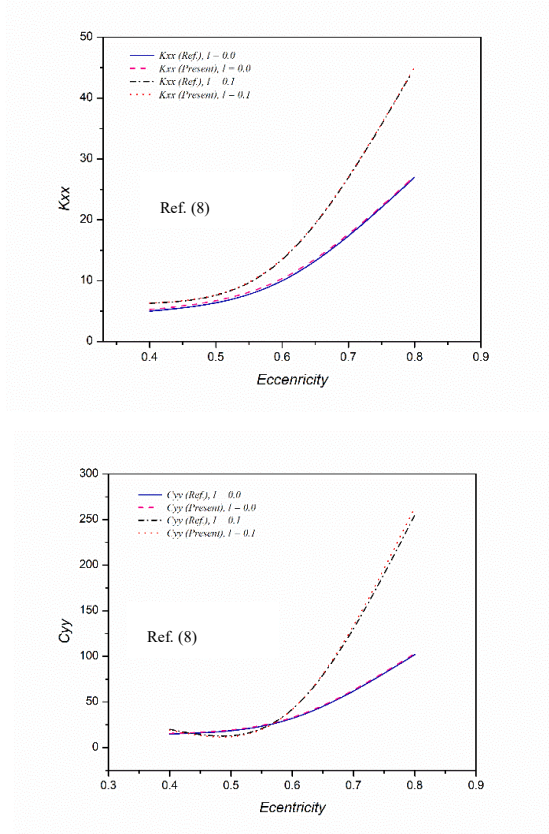 50
40
30
20
10
0
Kxx
Kxx (Ref.), l = 0.0
Kxx (Present), l = 0.0
Kxx (Ref.), l = 0.1
Kxx (Present), l = 0.1
Ref. (8)
0.4 0.5 0.6 0.7 0.8 0.9
Eccenricity
300
250
200
150
100
50
0
Cyy
Cyy (Ref.), l = 0.0
Cyy (Present), l = 0.0
Cyy (Ref.), l = 0.1
Cyy (Present), l = 0.1
Ref. (8)
0.3 0.4 0.5 0.6 0.7 0.8 0.9
Ecentricity